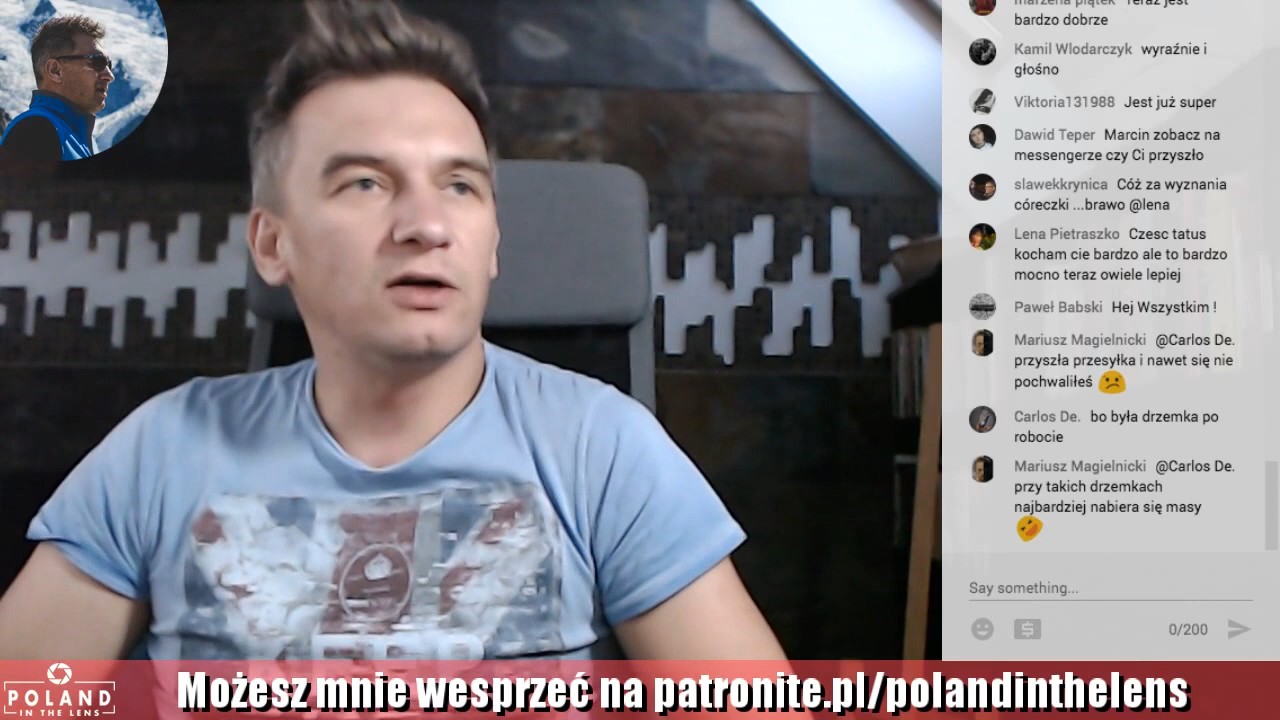 marzena piątek Teraz jest
bardzo dobrze
Kamil Wlodarczyk wyraźnie i
głośno
Viktoria131988 Jest już super
Dawid Teper Marcin zobacz na
messengerze czy Ci przyszło
slawekkrynica Cóż za wyznania
córeczki ...brawo @lena
Lena Pietraszko Czesc tatus
kocham cie bardzo ale to bardzo
mocno teraz owiele lepiej
Paweł Babski Hej Wszystkim !
Mariusz Magielnicki @Carlos De.
przyszła przesyłka i nawet się nie
pochwaliłeś
Carlos De. bo była drzemka po
robocie
Mariusz Magielnicki @Carlos De.
przy takich drzemkach
najbardziej nabiera się masy
Say something...
0/200
KEEP
POLAND
IN THE LENS
Możesz mnie wesprzeć na patronite.pl/polandinthelens